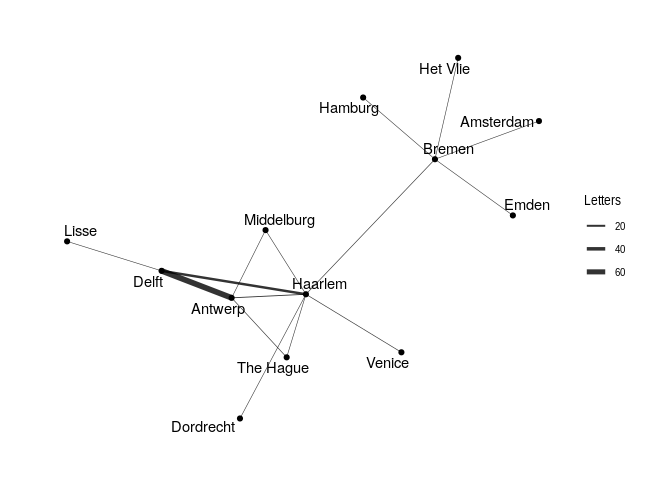 Het Vlie
Hamburg
Amsterdam
Bremen
Emden
Letters
20
40
60
Middelburg
Lisse
Delft
Haarlem
Antwerp
Venice
The Hague
Dordrecht